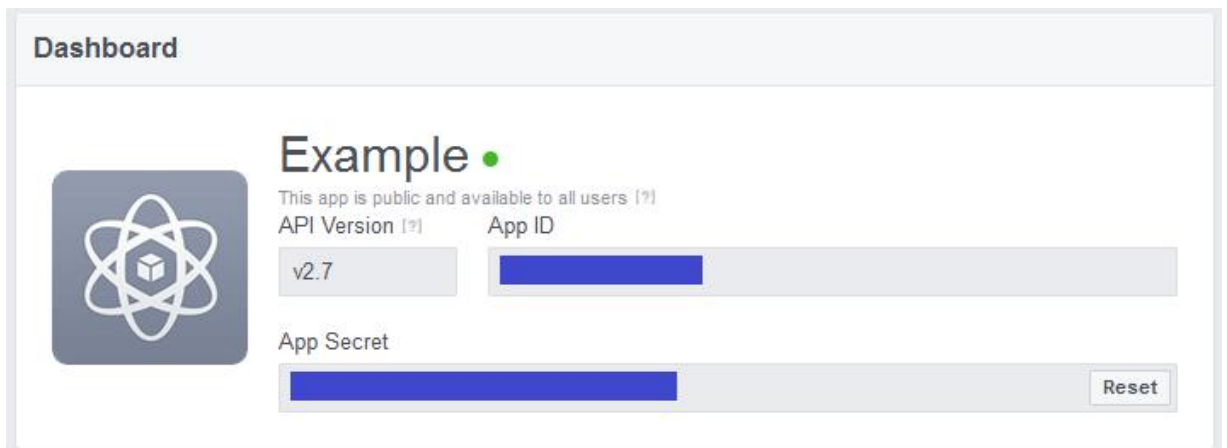 Dashboard
Example
This app is public and available to all users [?]
API Version [?] App ID
v2.7
App Secret
Reset